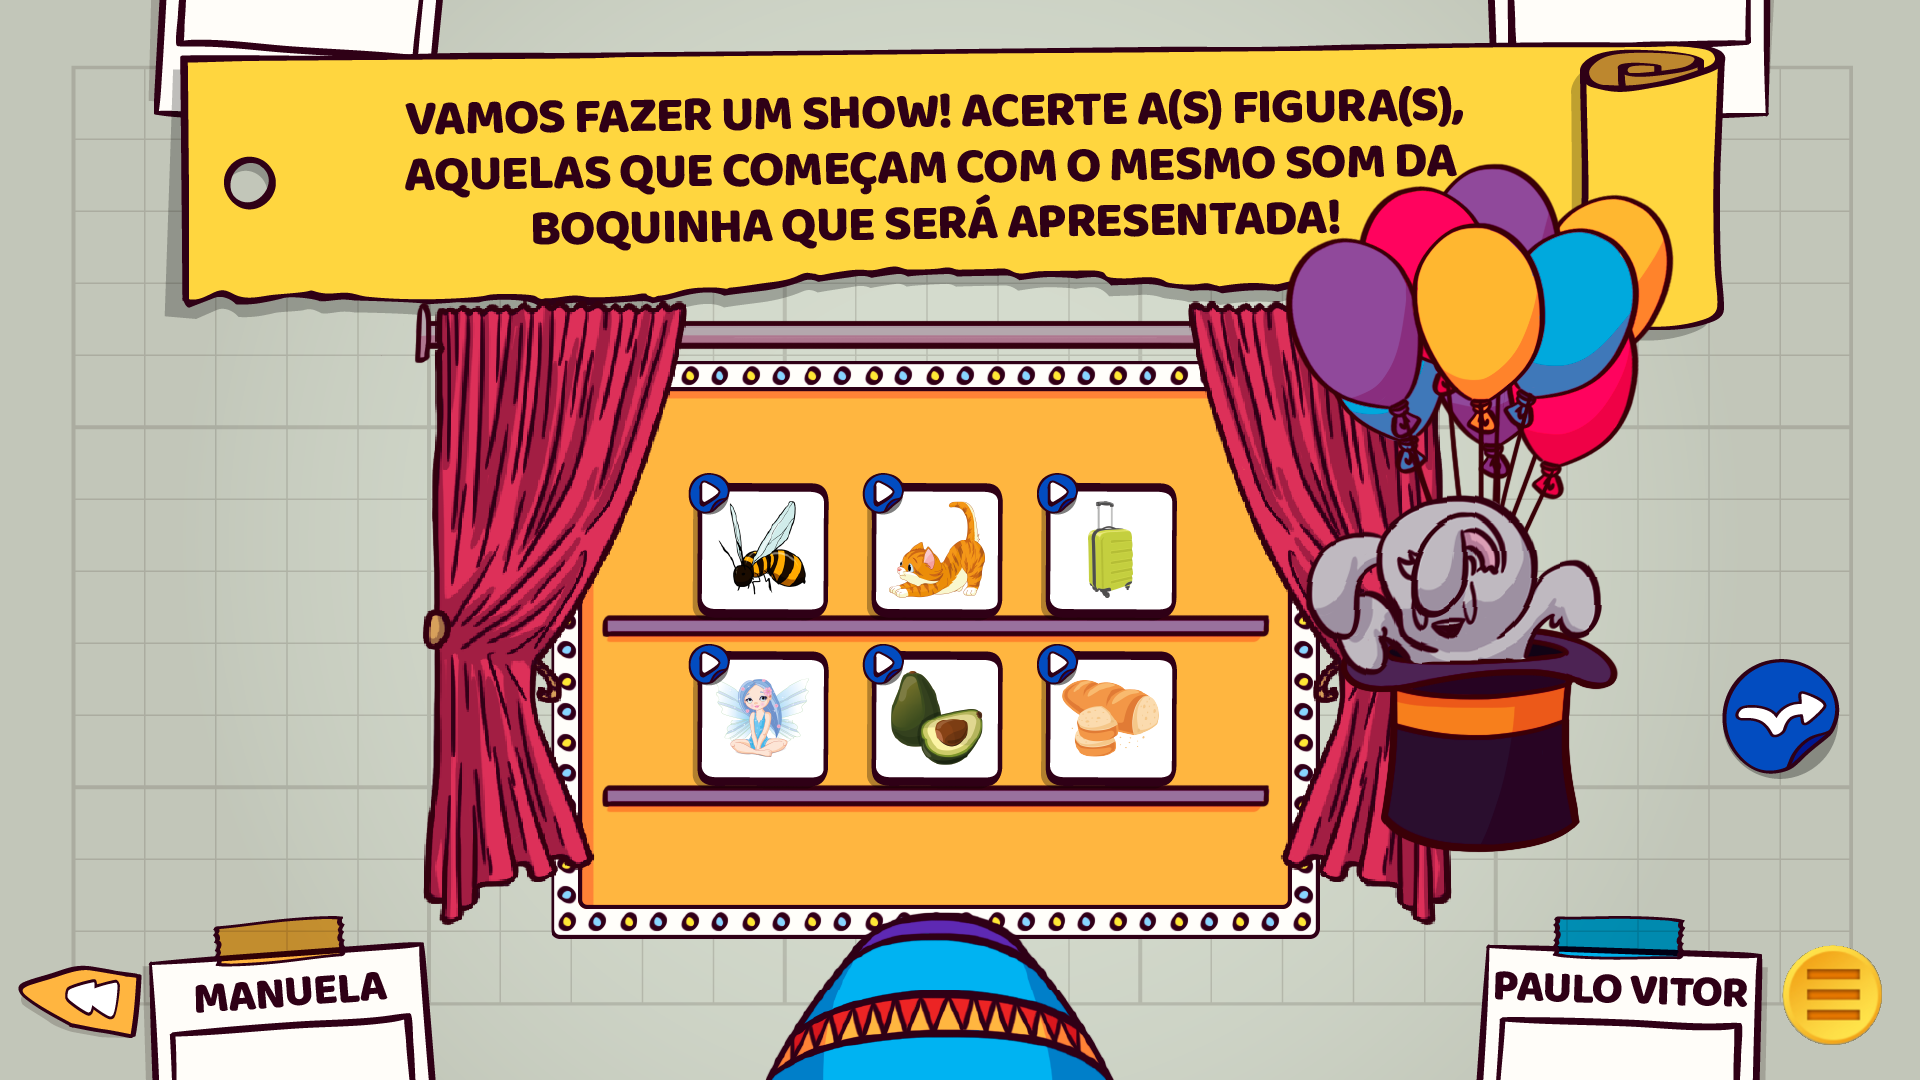 VAMOS FAZER UM SHOW! ACERTE A(S) FIGURA(S),
AQUELAS QUE COMEÇAM COM O MESMO SOM DA
BOQUINHA QUE SERÁ APRESENTADA!
MANUELA
PAULO VITOR